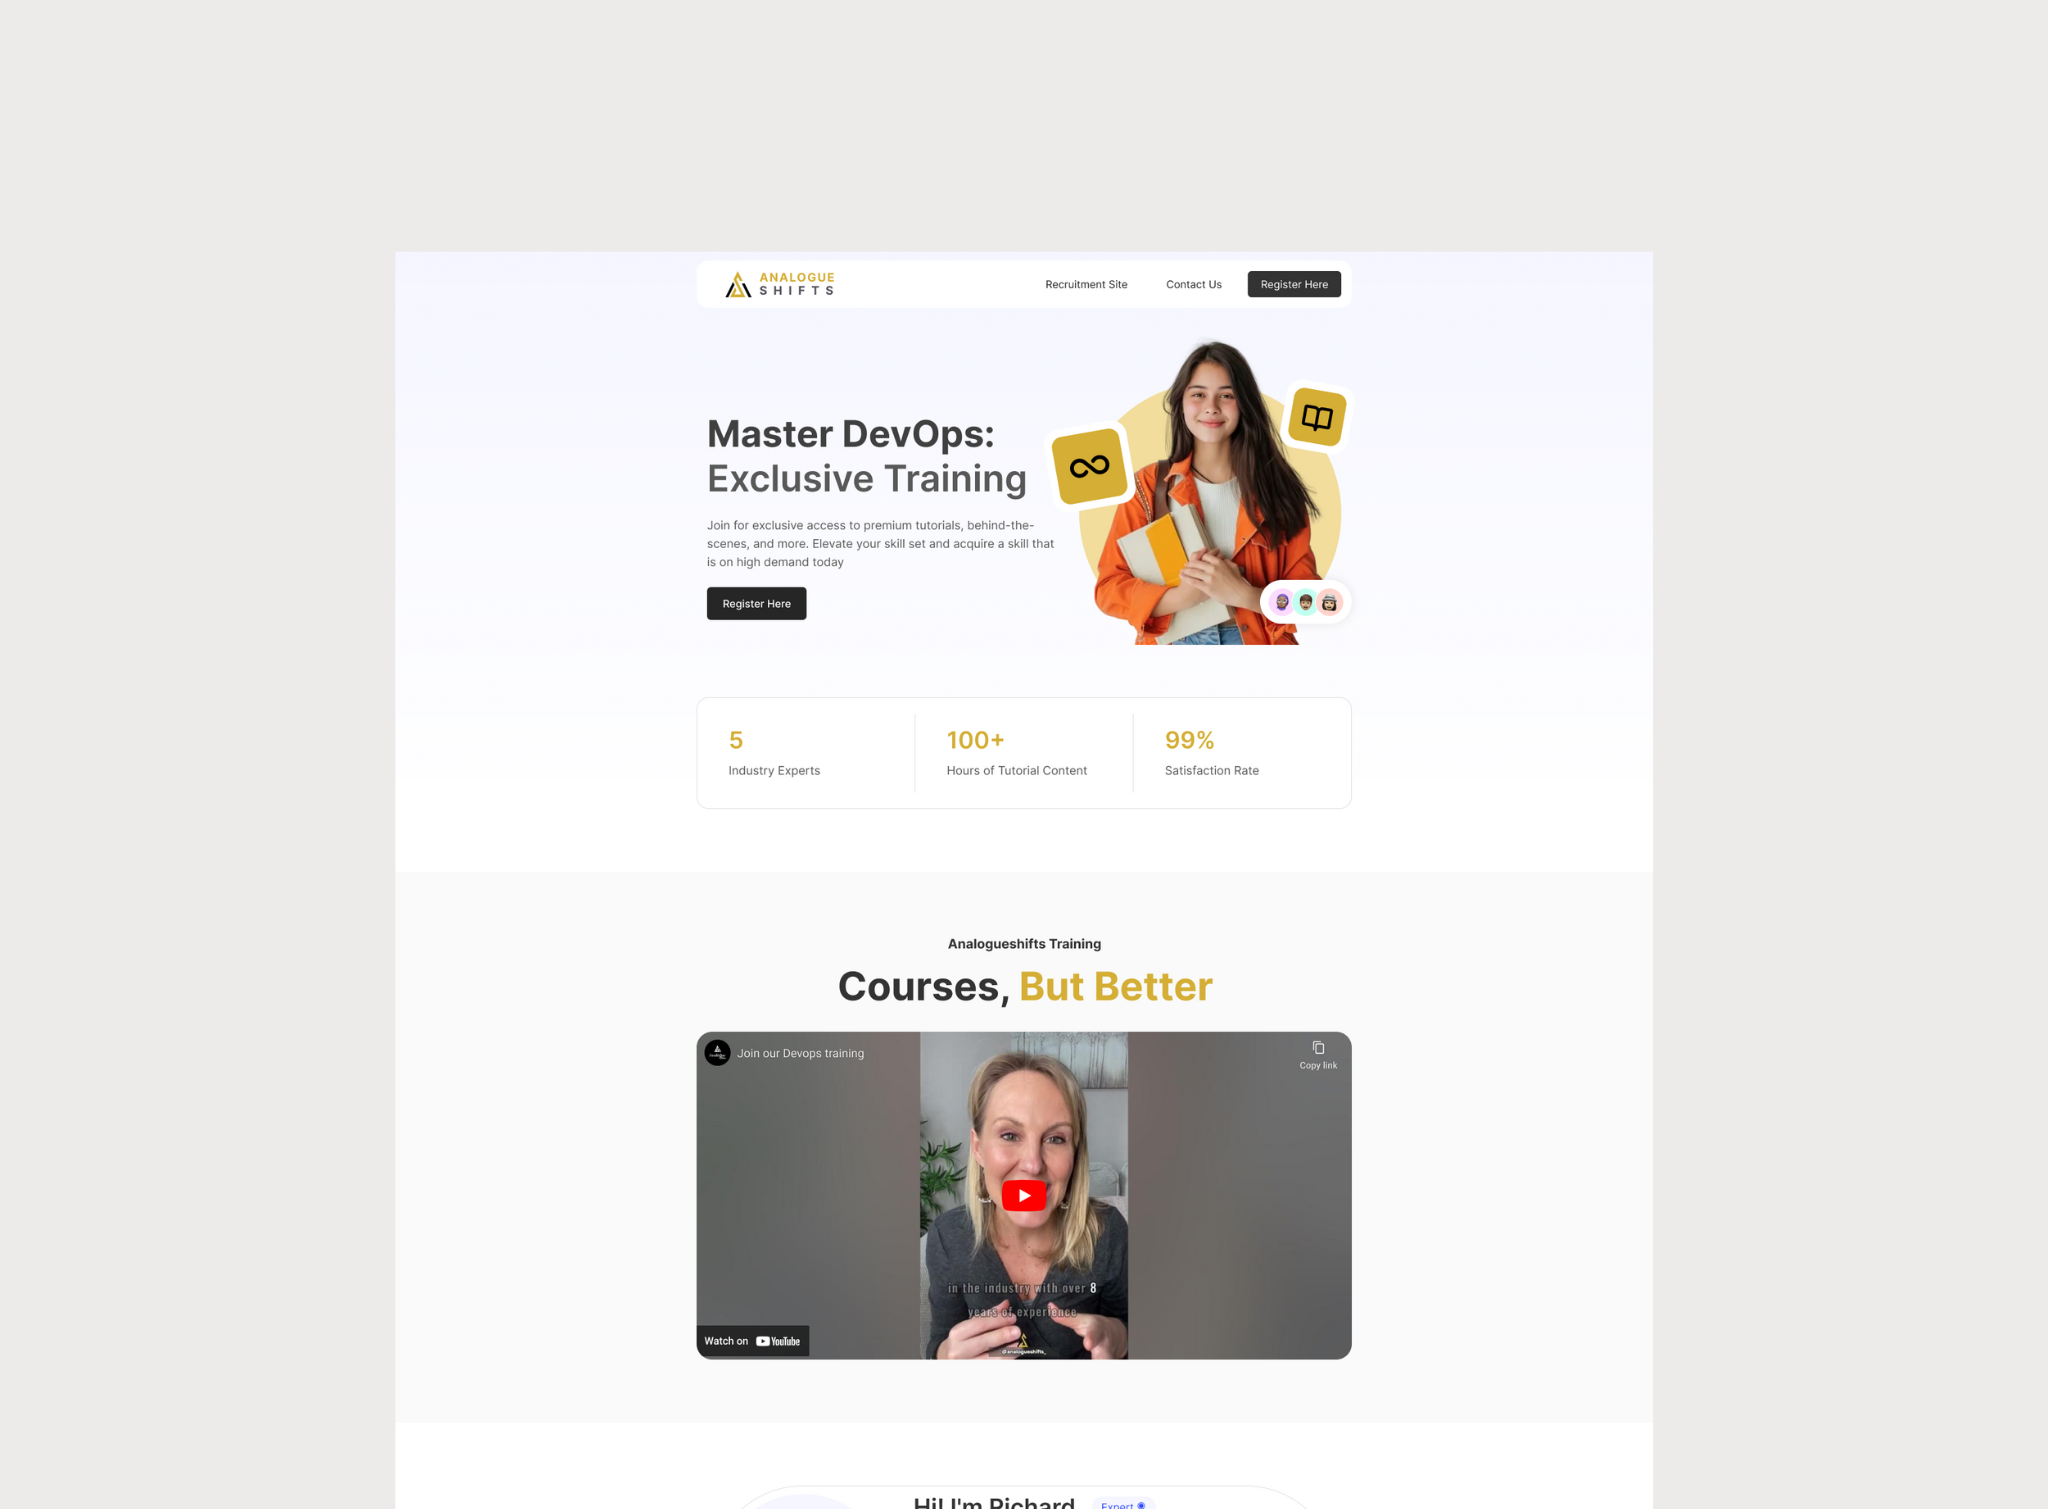 ANALOGUE
SHIFTS
Recruitment Site
Contact Us
Register Here
Master DevOps:
Exclusive Training
Join for exclusive access to premium tutorials, behind-the-
scenes, and more. Elevate your skill set and acquire a skill that
is on high demand today
Register Here
5
Industry Experts
100+
Hours of Tutorial Content
99%
Satisfaction Rate
Analogueshifts Training
Courses, But Better
Join our Devops training
Copy link
in the industry with over 8
years of experience
@analogueshifts_
Watch on YouTube
Hi! I'm Richard
Expert